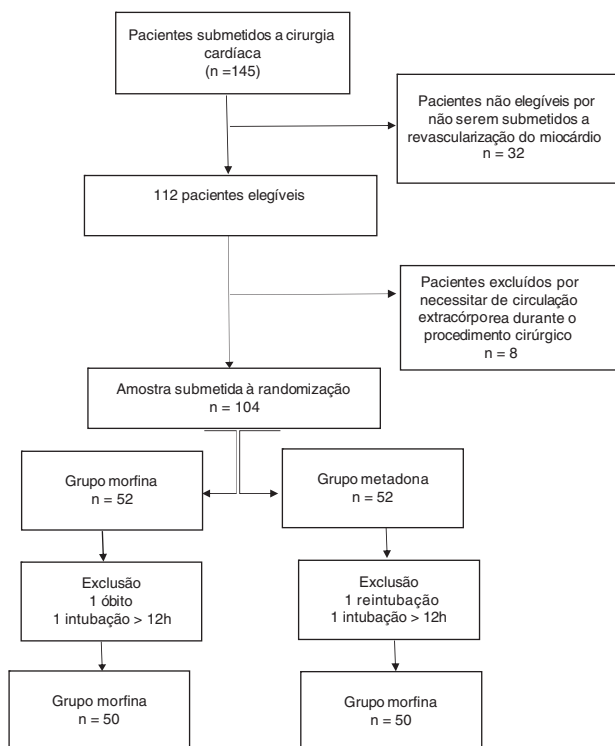 Pacientes submetidos a cirurgia
cardíaca
(n =145)
Pacientes não elegíveis por
não serem submetidos a
revascularização do miocárdio
n = 32
112 pacientes elegíveis
Pacientes excluídos por
necessitar de circulação
extracórporea durante o
procedimento cirúrgico
n = 8
Amostra submetida à randomização
n = 104
Grupo morfina
n = 52
Grupo metadona
n = 52
Exclusão
1 óbito
1 intubação > 12h
Exclusão
1 reintubação
1 intubação > 12h
Grupo morfina
n = 50
Grupo morfina
n = 50